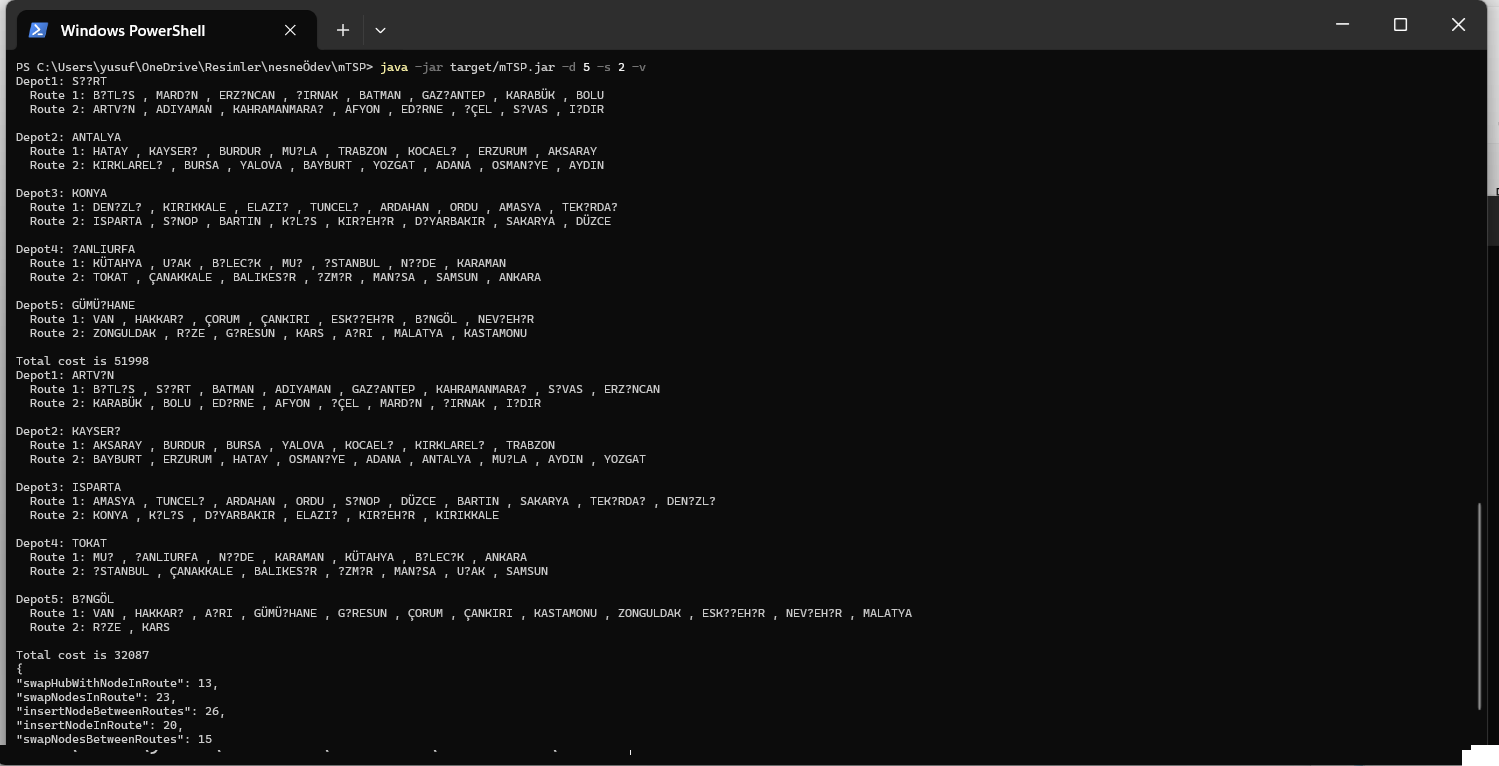 Windows PowerShell
PS C:\Users\yusuf\OneDrive\Resimler\nesneÖdev\mTSP> java -jar target/mTSP.jar -d 5 -s 2 -v
Depot1: S??RT
Route 1: B?TL?S , MARD?N , ERZ?NCAN , ?IRNAK , BATMAN , GAZ?ANTEP , KARABÜK , BOLU
Route 2: ARTV?N , ADIYAMAN , KAHRAMANMARA? , AFYON , ED?RNE , ?ÇEL , S?VAS , I?DIR
Depot2: ANTALYA
Route 1: HATAY , KAYSER? , BURDUR , MU?LA , TRABZON , KOCAEL? , ERZURUM , AKSARAY
Route 2: KIRKLAREL? , BURSA , YALOVA , BAYBURT , YOZGAT , ADANA , OSMAN?YE , AYDIN
Depot3: KONYA
Route 1: DEN?ZL? , KIRIKKALE , ELAZI? , TUNCEL? , ARDAHAN , ORDU , AMASYA , TEK?RDA?
Route 2: ISPARTA , S?NOP , BARTIN , K?L?S , KIR?EH?R , D?YARBAKIR , SAKARYA , DÜZCE
Depot4: ?ANLIURFA
Route 1: KÜTAHYA , U?AK , B?LEC?K , MU? , ?STANBUL , N??DE , KARAMAN
Route 2: TOKAT , ÇANAKKALE , BALIKES?R , ?ZM?R , MAN?SA , SAMSUN , ANKARA
Depot5: GÜMÜ?HANE
Route 1: VAN , HAKKAR? , ÇORUM , ÇANKIRI , ESK??EH?R , B?NGÖL , NEV?EH?R
Route 2: ZONGULDAK , R?ZE , G?RESUN , KARS , A?RI , MALATYA , KASTAMONU
Total cost is 51998
Depot1: ARTV?N
Route 1: B?TL?S , S??RT , BATMAN , ADIYAMAN , GAZ?ANTEP , KAHRAMANMARA? , S?VAS , ERZ?NCAN
Route 2: KARABÜK , BOLU , ED?RNE , AFYON , ?ÇEL , MARD?N , ?IRNAK , I?DIR
Depot2: KAYSER?
Route 1: AKSARAY , BURDUR , BURSA , YALOVA , KOCAEL? , KIRKLAREL? , TRABZON
Route 2: BAYBURT , ERZURUM , HATAY , OSMAN?YE , ADANA , ANTALYA , MU?LA , AYDIN , YOZGAT
Depot3: ISPARTA
Route 1: AMASYA , TUNCEL? , ARDAHAN , ORDU , S?NOP , DÜZCE , BARTIN , SAKARYA , TEK?RDA? , DEN?ZL?
Route 2: KONYA , K?L?S , D?YARBAKIR , ELAZI? , KIR?EH?R , KIRIKKALE
Depot4: TOKAT
Route 1: MU? , ?ANLIURFA , N??DE , KARAMAN , KÜTAHYA , B?LEC?K , ANKARA
Route 2: ?STANBUL , ÇANAKKALE , BALIKES?R , ?ZM?R , MAN?SA , U?AK , SAMSUN
Depot5: B?NGÖL
Route 1: VAN , HAKKAR? , A?RI , GÜMÜ?HANE , G?RESUN , ÇORUM , ÇANKIRI , KASTAMONU , ZONGULDAK , ESK??EH?R , NEV?EH?R , MALATYA
Route 2: R?ZE , KARS
Total cost is 32087
{
"swapHubWithNodeInRoute": 13,
"swapNodesInRoute": 23,
"insertNodeBetweenRoutes": 26,
"insertNodeInRoute": 20,
"swapNodesBetweenRoutes": 15